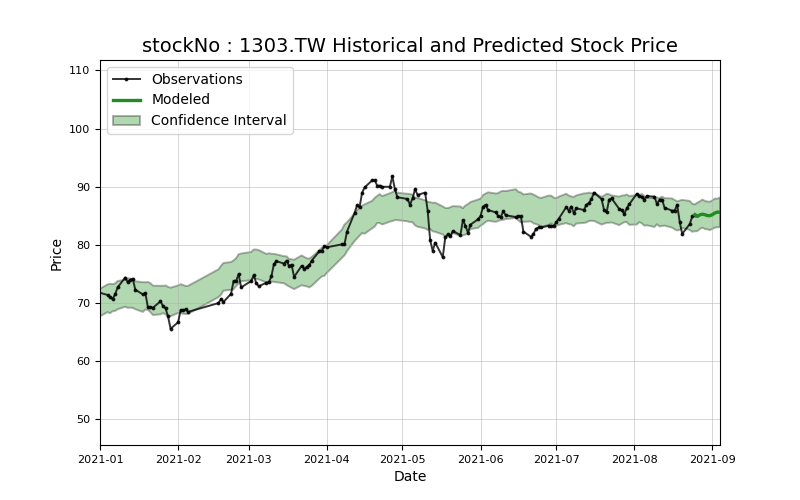 stockNo : 1303.TW Historical and Predicted Stock Price
Observations
Modeled
Confidence Interval
110
100
90
80
70
60
50
Price
2021-01 2021-02 2021-03 2021-04 2021-05 2021-06 2021-07 2021-08 2021-09
Date